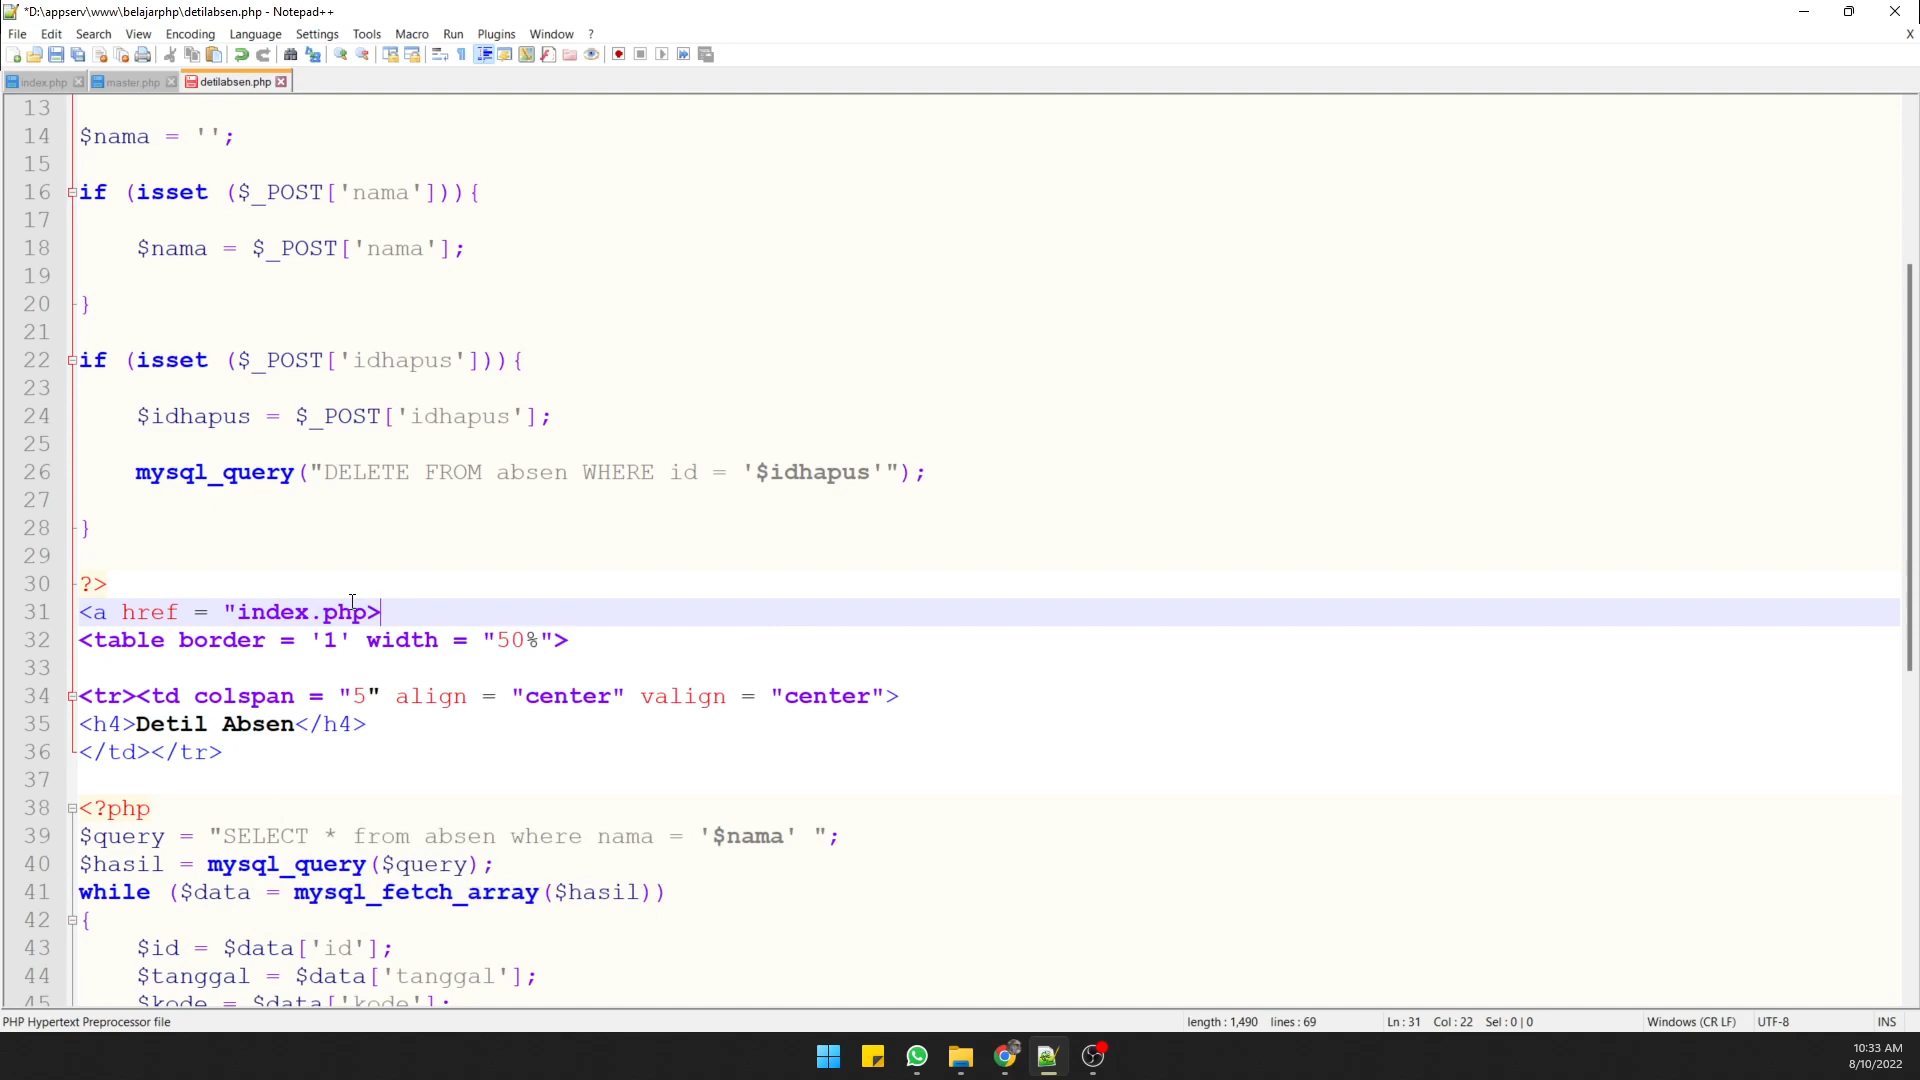 *D:\appserv\www\belajarphp\detilabsen.php - Notepad++
File Edit Search View Encoding Language Settings Tools Macro Run Plugins Window ? X
index.php master.php detilabsen.php
13
14 $nama = '';
15
16 if (isset ($_POST['nama'])){
17
18 $nama = $_POST['nama'];
19
20 }
21
22 if (isset ($_POST['idhapus'])){
23
24 $idhapus = $_POST['idhapus'];
25
26 mysql_query("DELETE FROM absen WHERE id = '$idhapus'");
27
28 }
29
30 ?>
31 <a href = "index.php>
32 <table border = '1' width = "50%">
33
34 <tr><td colspan = "5" align = "center" valign = "center">
35 <h4>Detil Absen</h4>
36 </td></tr>
37
38 <?php
39 $query = "SELECT * from absen where nama = '$nama' ";
40 $hasil = mysql_query($query);
41 while ($data = mysql_fetch_array($hasil))
42 {
43 $id = $data['id'];
44 $tanggal = $data['tanggal'];
45 $kode = $data['kode'];
PHP Hypertext Preprocessor file length : 1,490 lines : 69 Ln : 31 Col : 22 Sel : 0 | 0 Windows (CR LF) UTF-8 INS
10:33 AM
8/10/2022